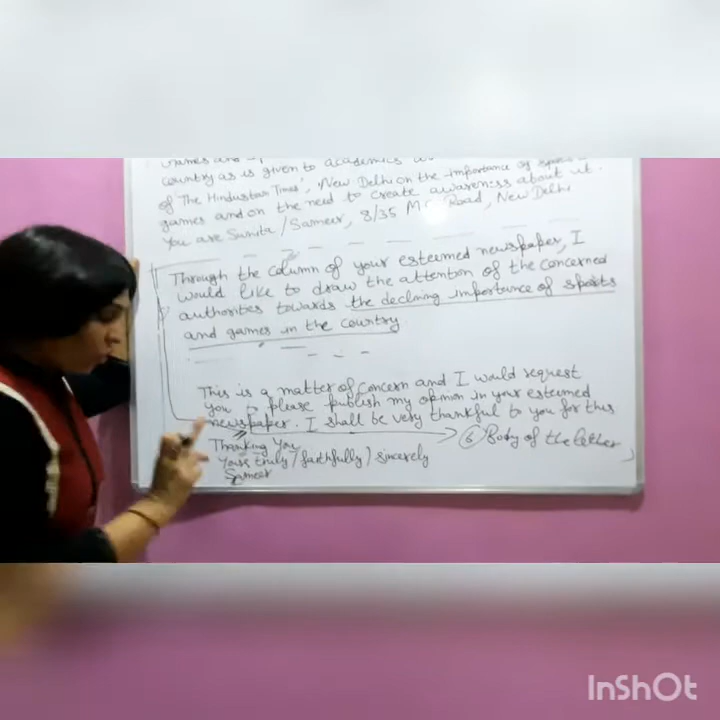 country as is given to academics
of 'The Hindustan Times', New Delhi on the importance of
games and on the need to create awareness about it.
You are Sunita / Sameer, 8/35 M Road, New Delhi
Through the column of your esteemed newspaper, I
would like to draw the attention of the concerned
authorites towards the declining importance of sports
and games in the country
This is a matter of concern and I would request
you please publish my opinion in your esteemed
newspaper. I shall be very thankful to you for this
6 Body of the letter
Thanking You
Yours truly / faithfully / sincerely
Sameer
InShOt